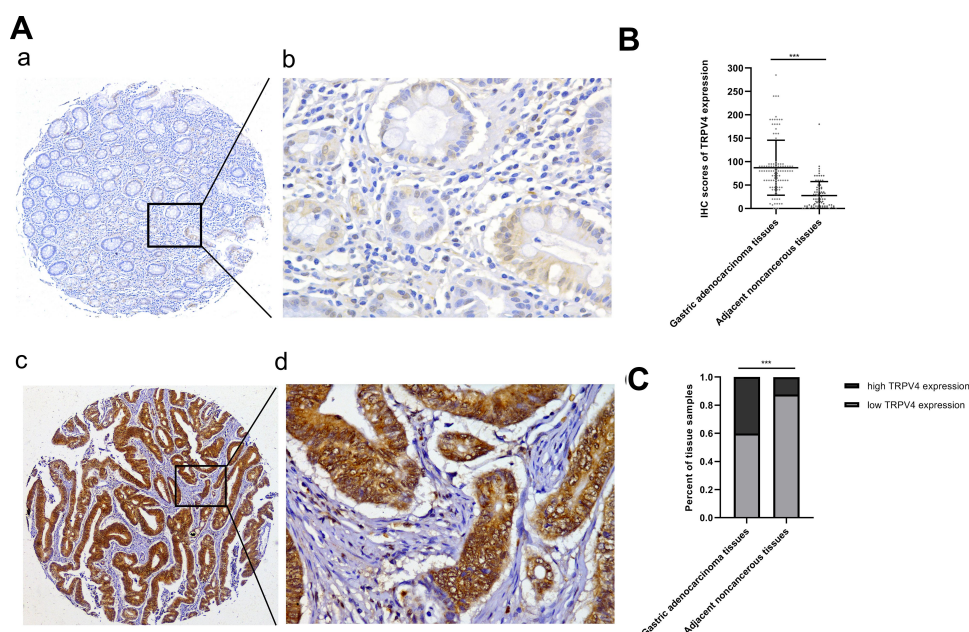 A
a
b
c
d
B
***
IHC scores of TRPV4 expression
300
250
200
150
100
50
0
Gastric adenocarcinoma tissues
Adjacent noncancerous tissues
C
***
Percent of tissue samples
1.0
0.8
0.6
0.4
0.2
0.0
Gastric adenocarcinoma tissues
Adjacent noncancerous tissues
high TRPV4 expression
low TRPV4 expression